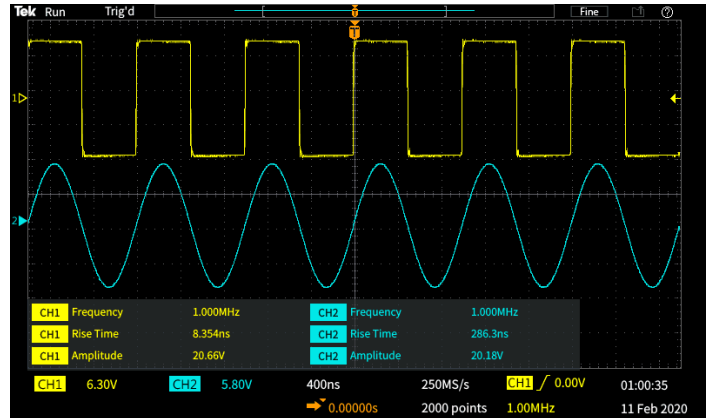 Tek Run Trig'd [ T ] Fine ?
T
1
2
CH1 Frequency 1.000MHz CH2 Frequency 1.000MHz
CH1 Rise Time 8.354ns CH2 Rise Time 286.3ns
CH1 Amplitude 20.66V CH2 Amplitude 20.18V
CH1 6.30V CH2 5.80V 400ns 250MS/s CH1 / 0.00V 01:00:35
0.00000s 2000 points 1.00MHz 11 Feb 2020